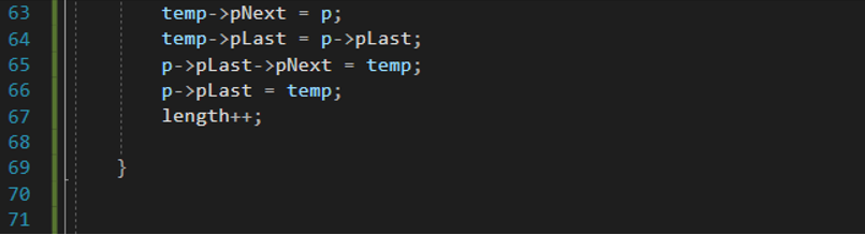 63 temp->pNext = p;
64 temp->pLast = p->pLast;
65 p->pLast->pNext = temp;
66 p->pLast = temp;
67 length++;
68
69 }
70
71